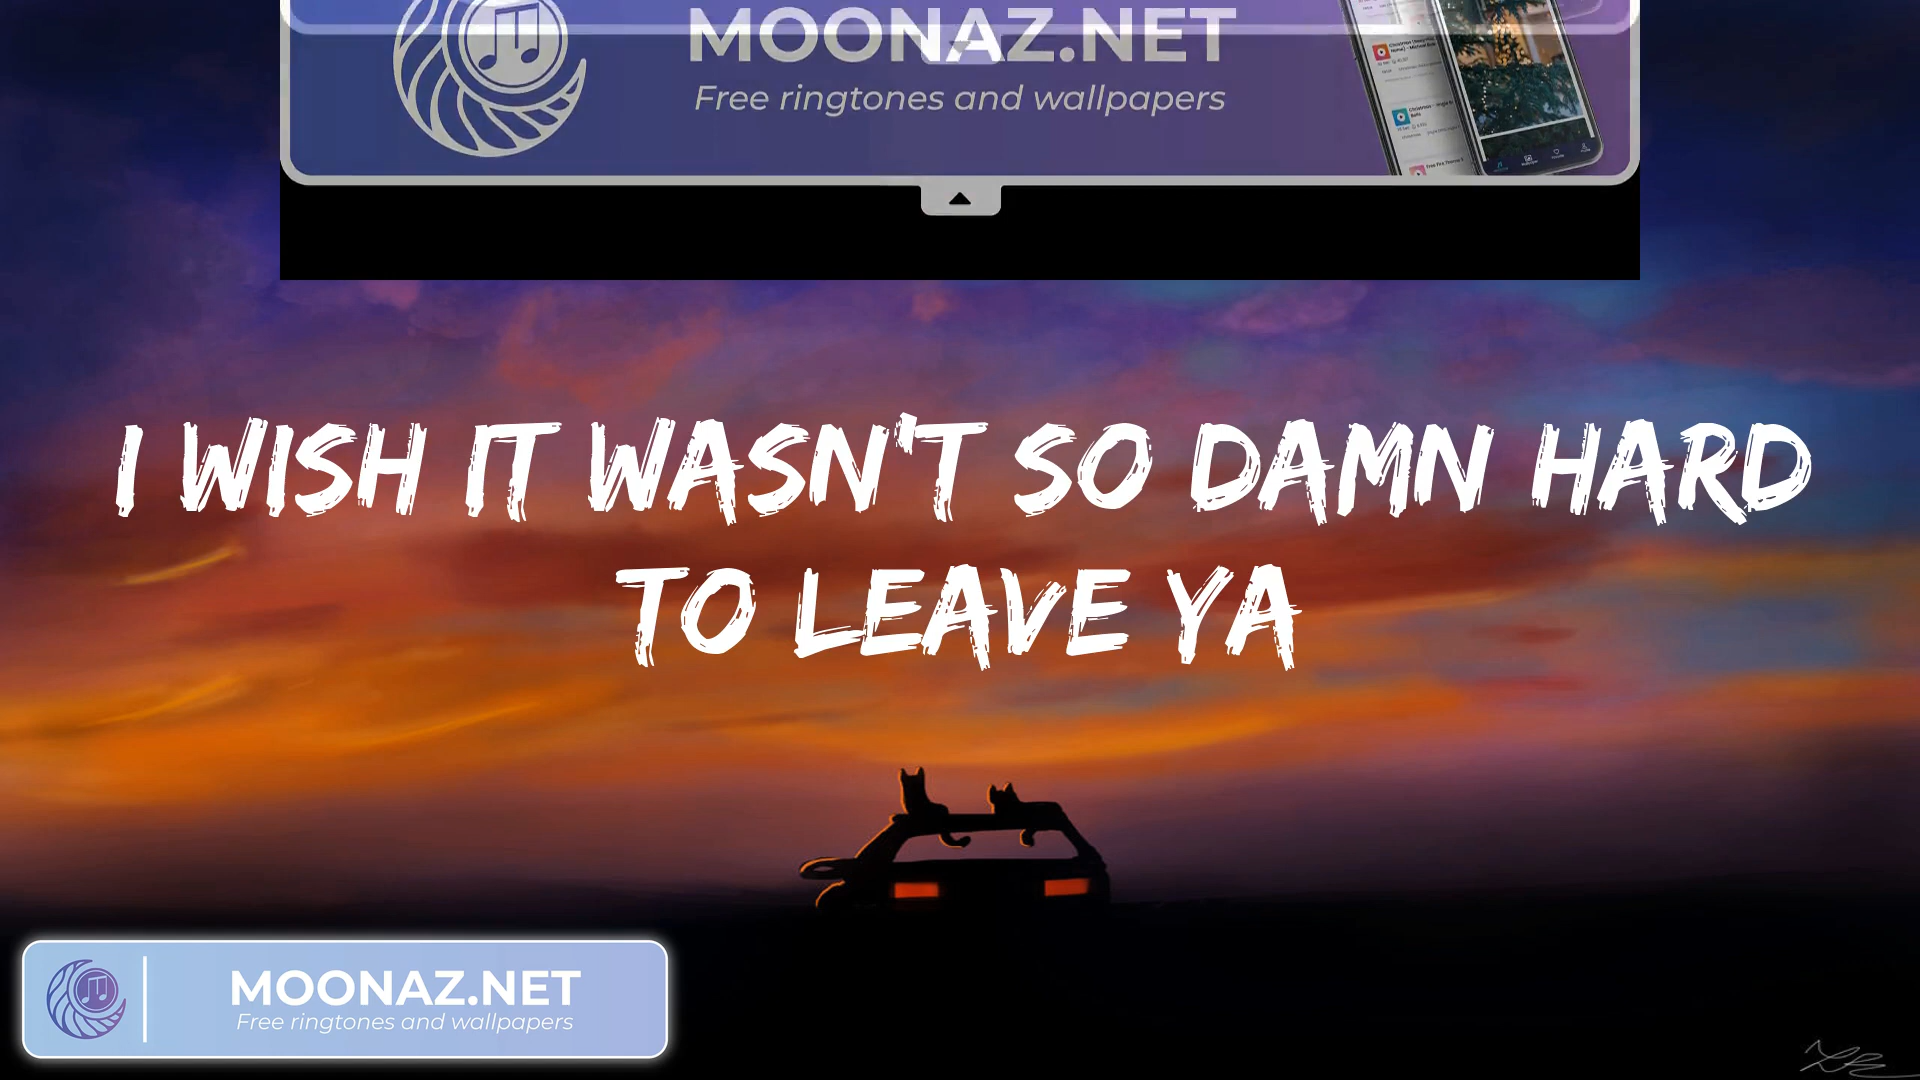 MOONAZ.NET
Free ringtones and wallpapers
I WISH IT WASN'T SO DAMN HARD
TO LEAVE YA
MOONAZ.NET
Free ringtones and wallpapers